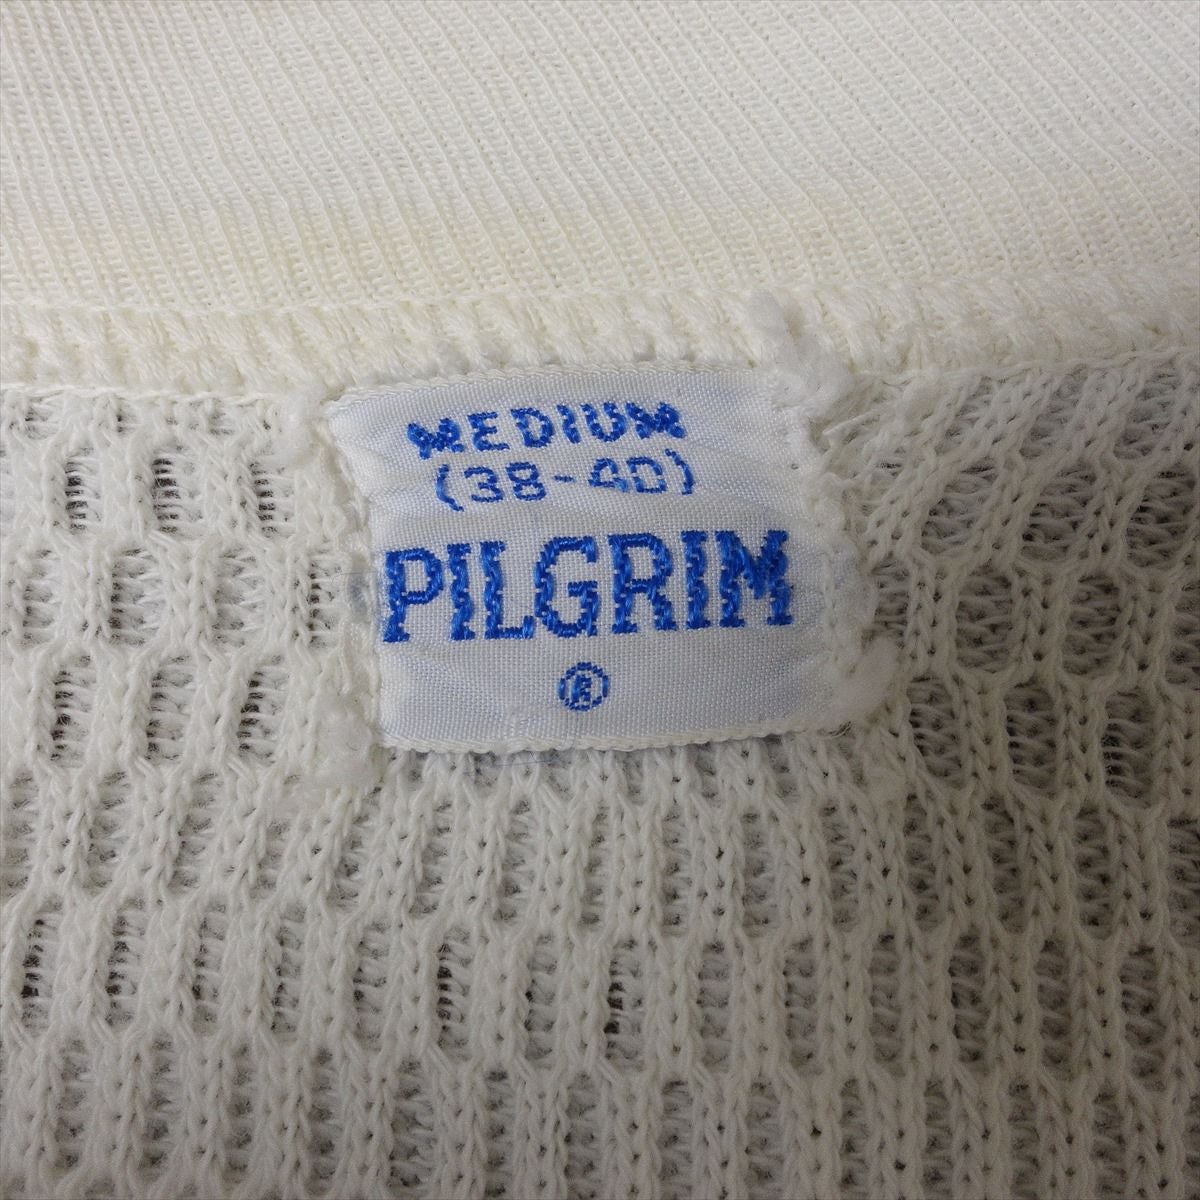 MEDIUM
(38-40)
PILGRIM
®